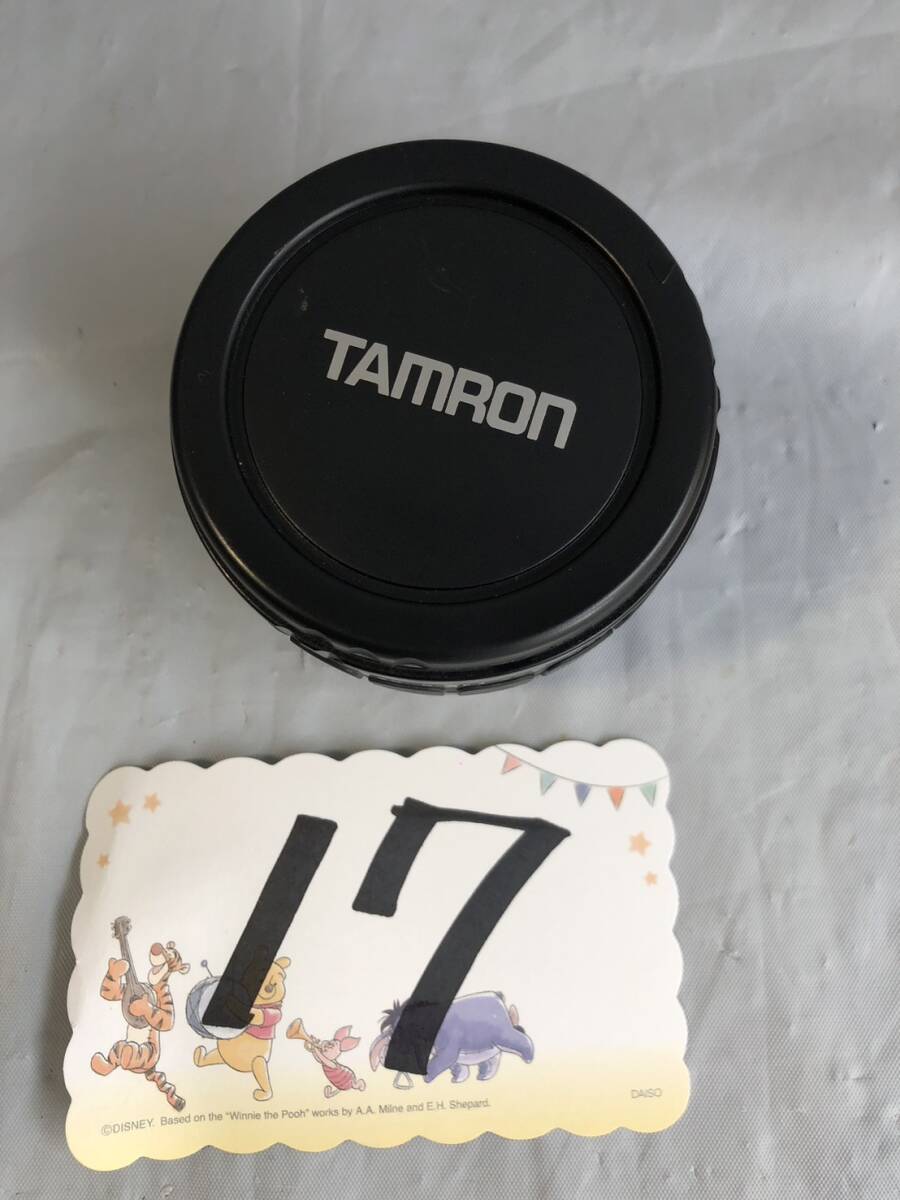 TAMRON
17
©DISNEY. Based on the "Winnie the Pooh" works by A.A. Milne and E.H. Shepard.
DAISO